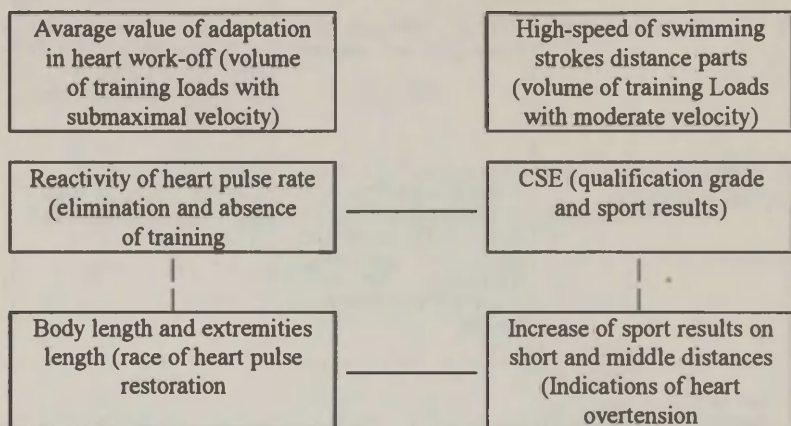 Avarage value of adaptation
in heart work-off (volume
of training loads with
submaximal velocity)
High-speed of swimming
strokes distance parts
(volume of training Loads
with moderate velocity)
Reactivity of heart pulse rate
(elimination and absence
of training
CSE (qualification grade
and sport results)
Body length and extremities
length (race of heart pulse
restoration
Increase of sport results on
short and middle distances
(Indications of heart
overtension